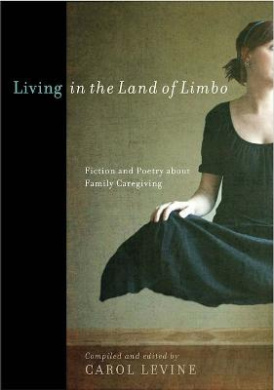 Living in the Land of Limbo
Fiction and Poetry about
Family Caregiving
Compiled and edited by
CAROL LEVINE